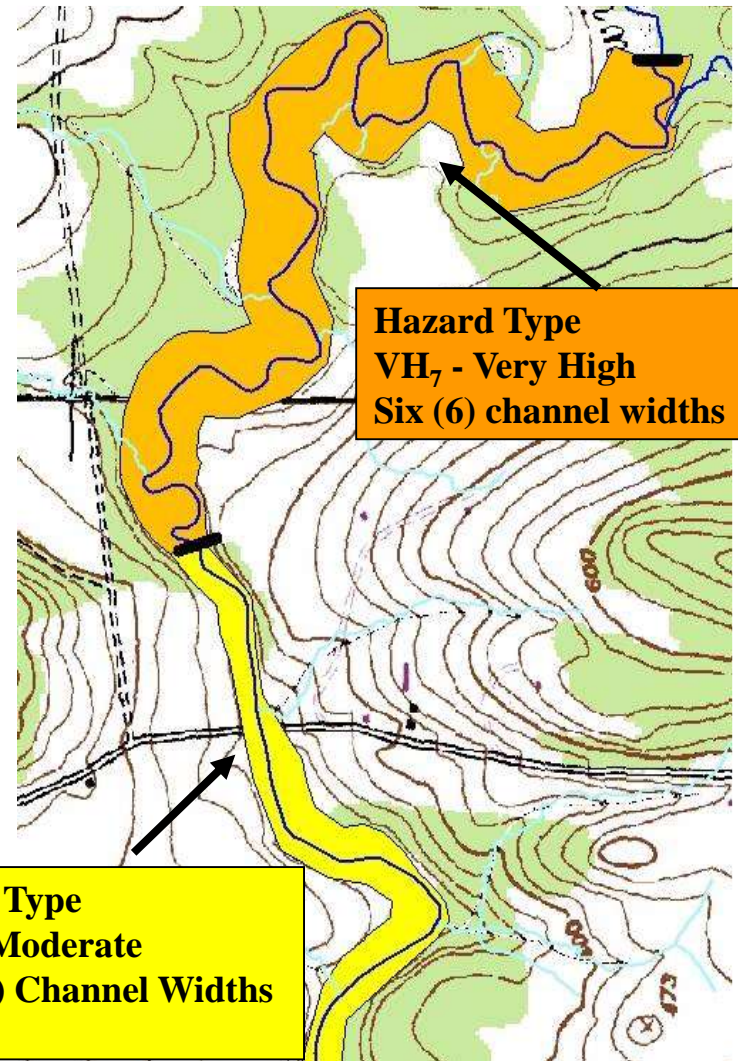 Hazard Type
VH₇ - Very High
Six (6) channel widths
600
Type
Moderate
) Channel Widths
600
473